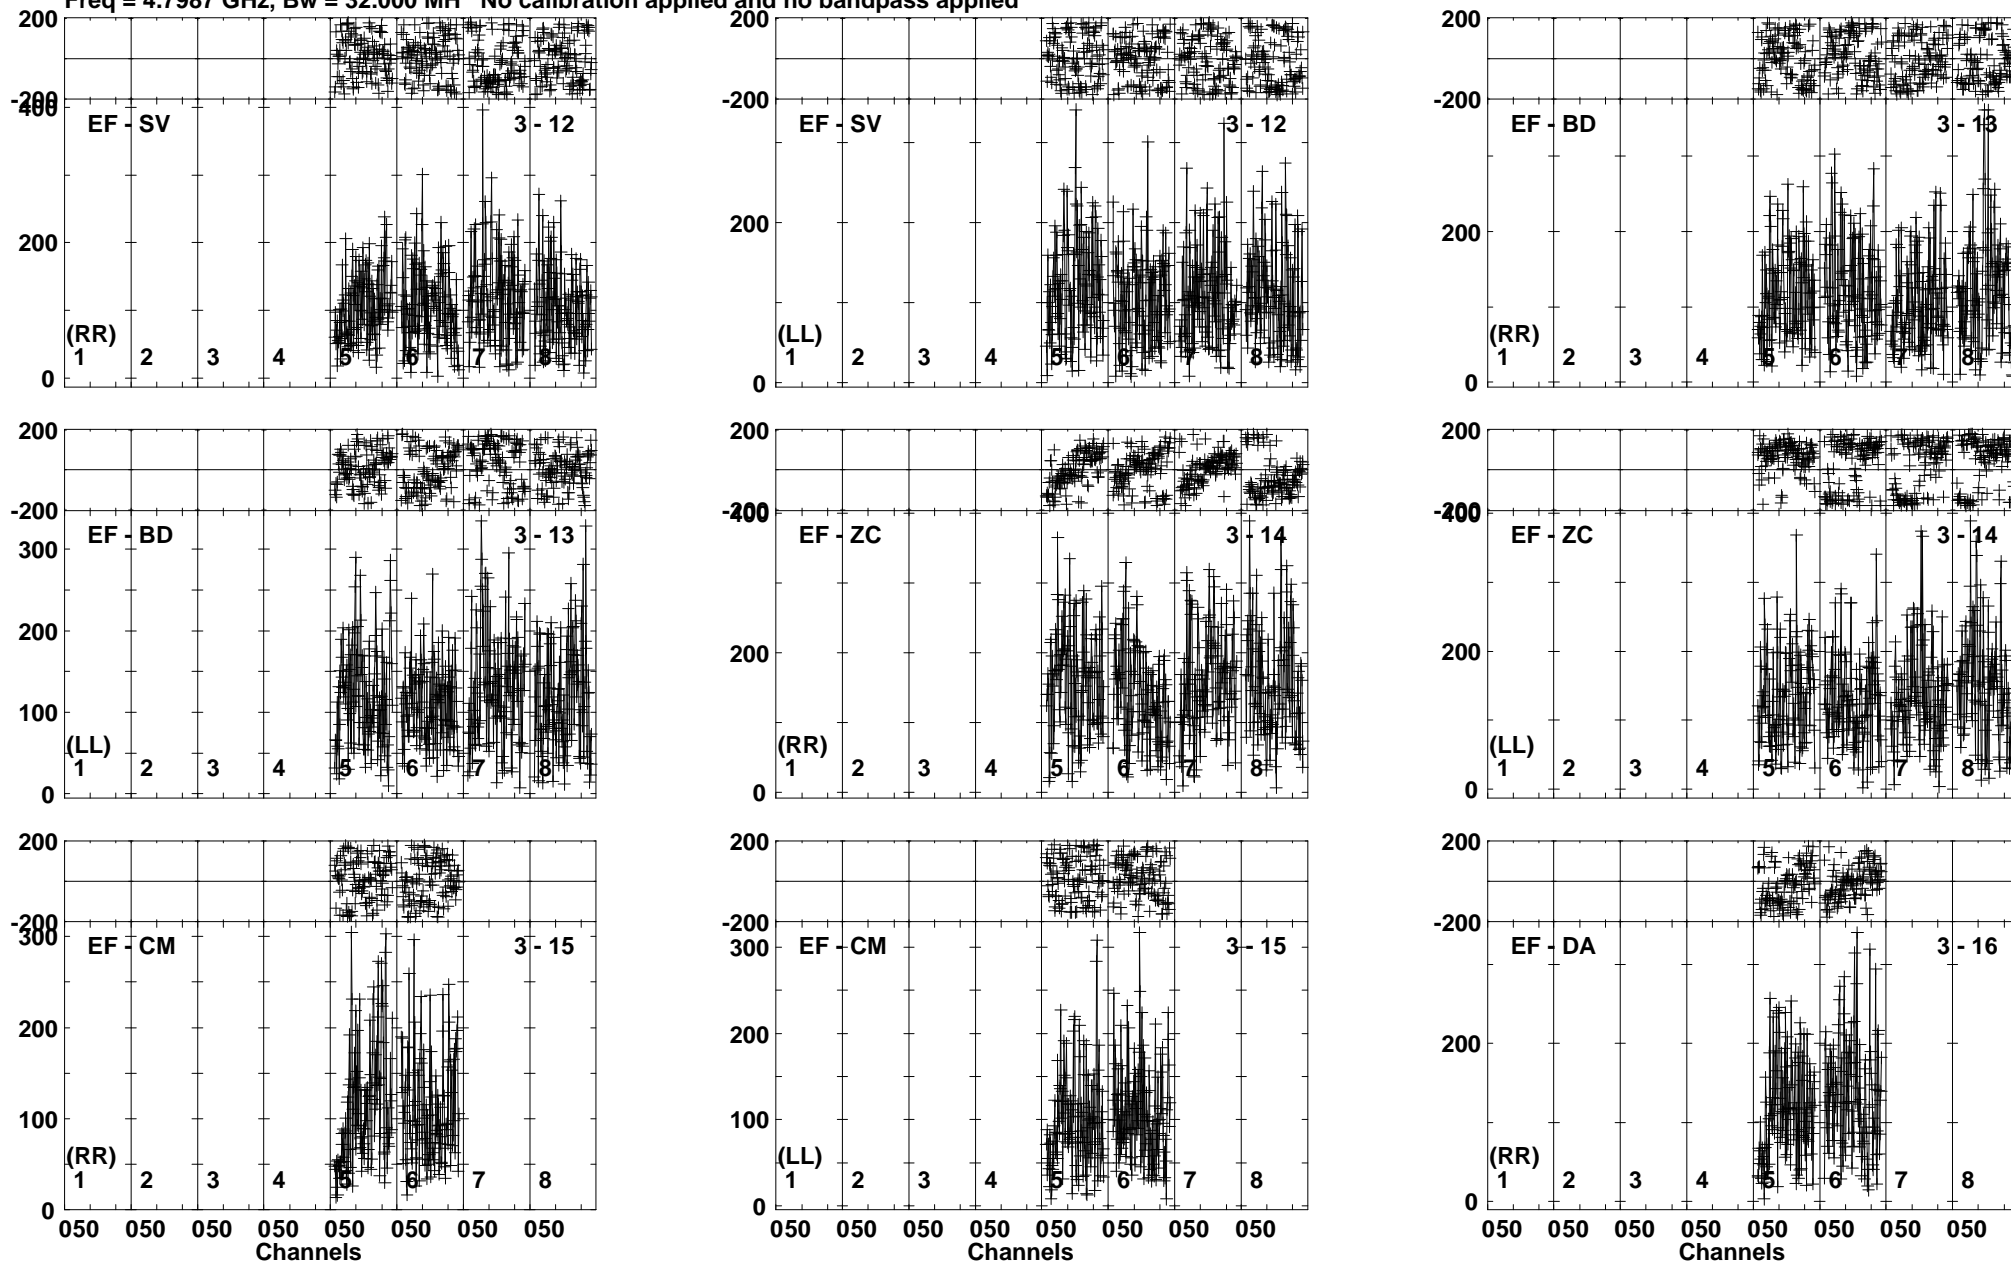 Freq = 4.7987 GHz, Bw = 32.000 MH No calibration applied and no bandpass applied
200 200 200
-200 -200 -200
400
EF - SV 3 - 12 EF - SV 3 - 12 EF - BD 3 - 13
200 200 200
(RR) (LL) (RR)
1 2 3 4 5 6 7 8 1 2 3 4 5 6 7 8 1 2 3 4 5 6 7 8
0 0 0
200 200 200
-200 -200 -200
400 400
EF - BD 3 - 13 EF - ZC 3 - 14 EF - ZC 3 - 14
300
200 200 200
100
(LL) (RR) (LL)
1 2 3 4 5 6 7 8 1 2 3 4 5 6 7 8 1 2 3 4 5 6 7 8
0 0 0
200 200 200
-200 -200 -200
300
EF - CM 3 - 15 EF - CM 3 - 15 EF - DA 3 - 16
300
200 200 200
100 100
(RR) (LL) (RR)
1 2 3 4 5 6 7 8 1 2 3 4 5 6 7 8 1 2 3 4 5 6 7 8
0 0 0
050 050 050 050 050 050 050 050 050 050 050 050 050 050 050 050 050 050 050 050 050 050 050 050
Channels Channels Channels